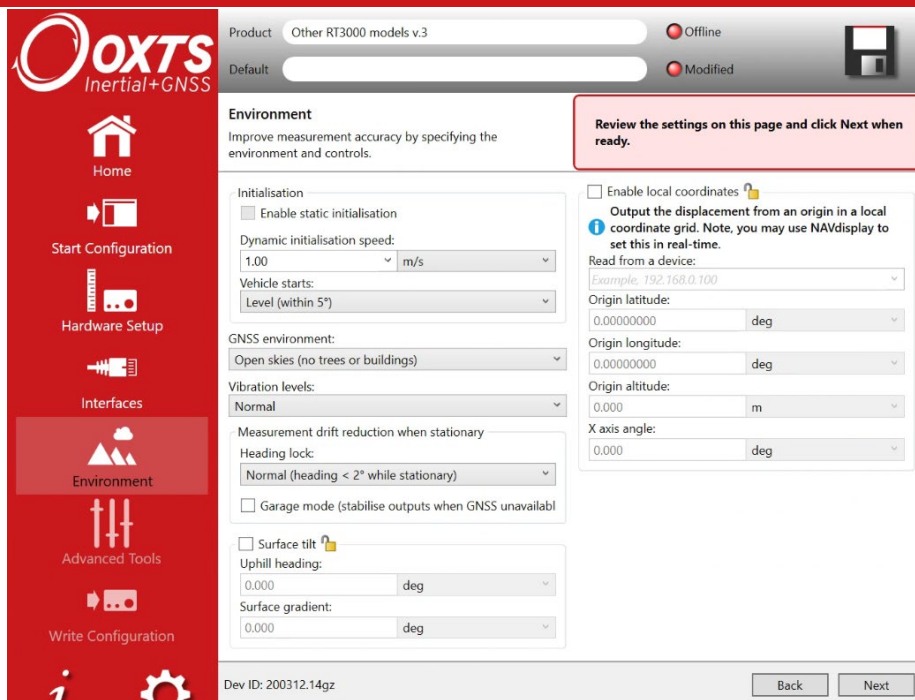 OXTS
Inertial+GNSS
Home
Start Configuration
Hardware Setup
Interfaces
Environment
Advanced Tools
Write Configuration
Product
Other RT3000 models v.3
Offline
Default
Modified
Environment
Improve measurement accuracy by specifying the
environment and controls.
Review the settings on this page and click Next when
ready.
Initialisation
Enable static initialisation
Dynamic initialisation speed:
1.00
m/s
Vehicle starts:
Level (within 5°)
GNSS environment:
Open skies (no trees or buildings)
Vibration levels:
Normal
Measurement drift reduction when stationary
Heading lock:
Normal (heading < 2° while stationary)
Garage mode (stabilise outputs when GNSS unavailabl
Surface tilt
Uphill heading:
0.000
deg
Surface gradient:
0.000
deg
Enable local coordinates
Output the displacement from an origin in a local
coordinate grid. Note, you may use NAVdisplay to
set this in real-time.
Read from a device:
Example, 192.168.0.100
Origin latitude:
0.00000000
deg
Origin longitude:
0.00000000
deg
Origin altitude:
0.000
m
X axis angle:
0.000
deg
Dev ID: 200312.14gz
Back
Next